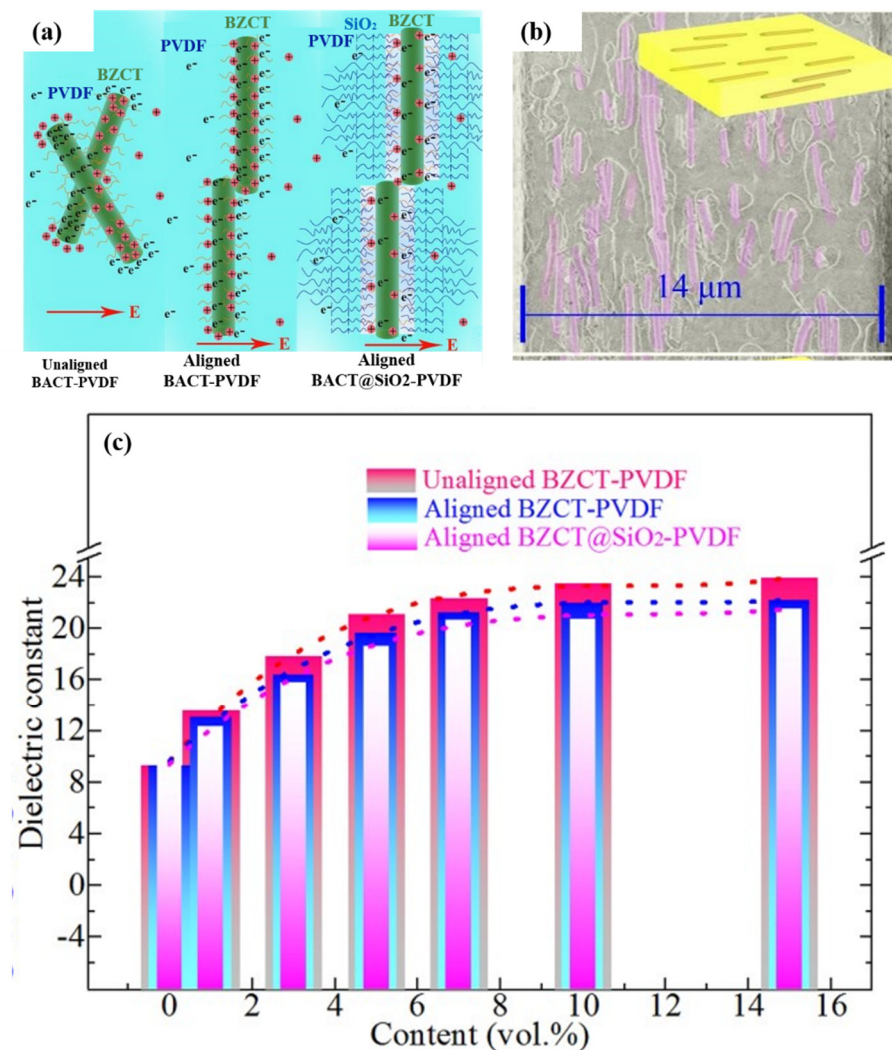 (a)
PVDF BZCT
e⁻
E
Unaligned
BACT-PVDF
PVDF BZCT
e⁻
E
Aligned
BACT-PVDF
SiO₂ BZCT
PVDF
e⁻
E
Aligned
BACT@SiO2-PVDF
(b)
14 μm
(c)
Unaligned BZCT-PVDF
Aligned BZCT-PVDF
Aligned BZCT@SiO₂-PVDF
Dielectric constant
24
20
16
12
8
4
0
-4
0 2 4 6 8 10 12 14 16
Content (vol.%)